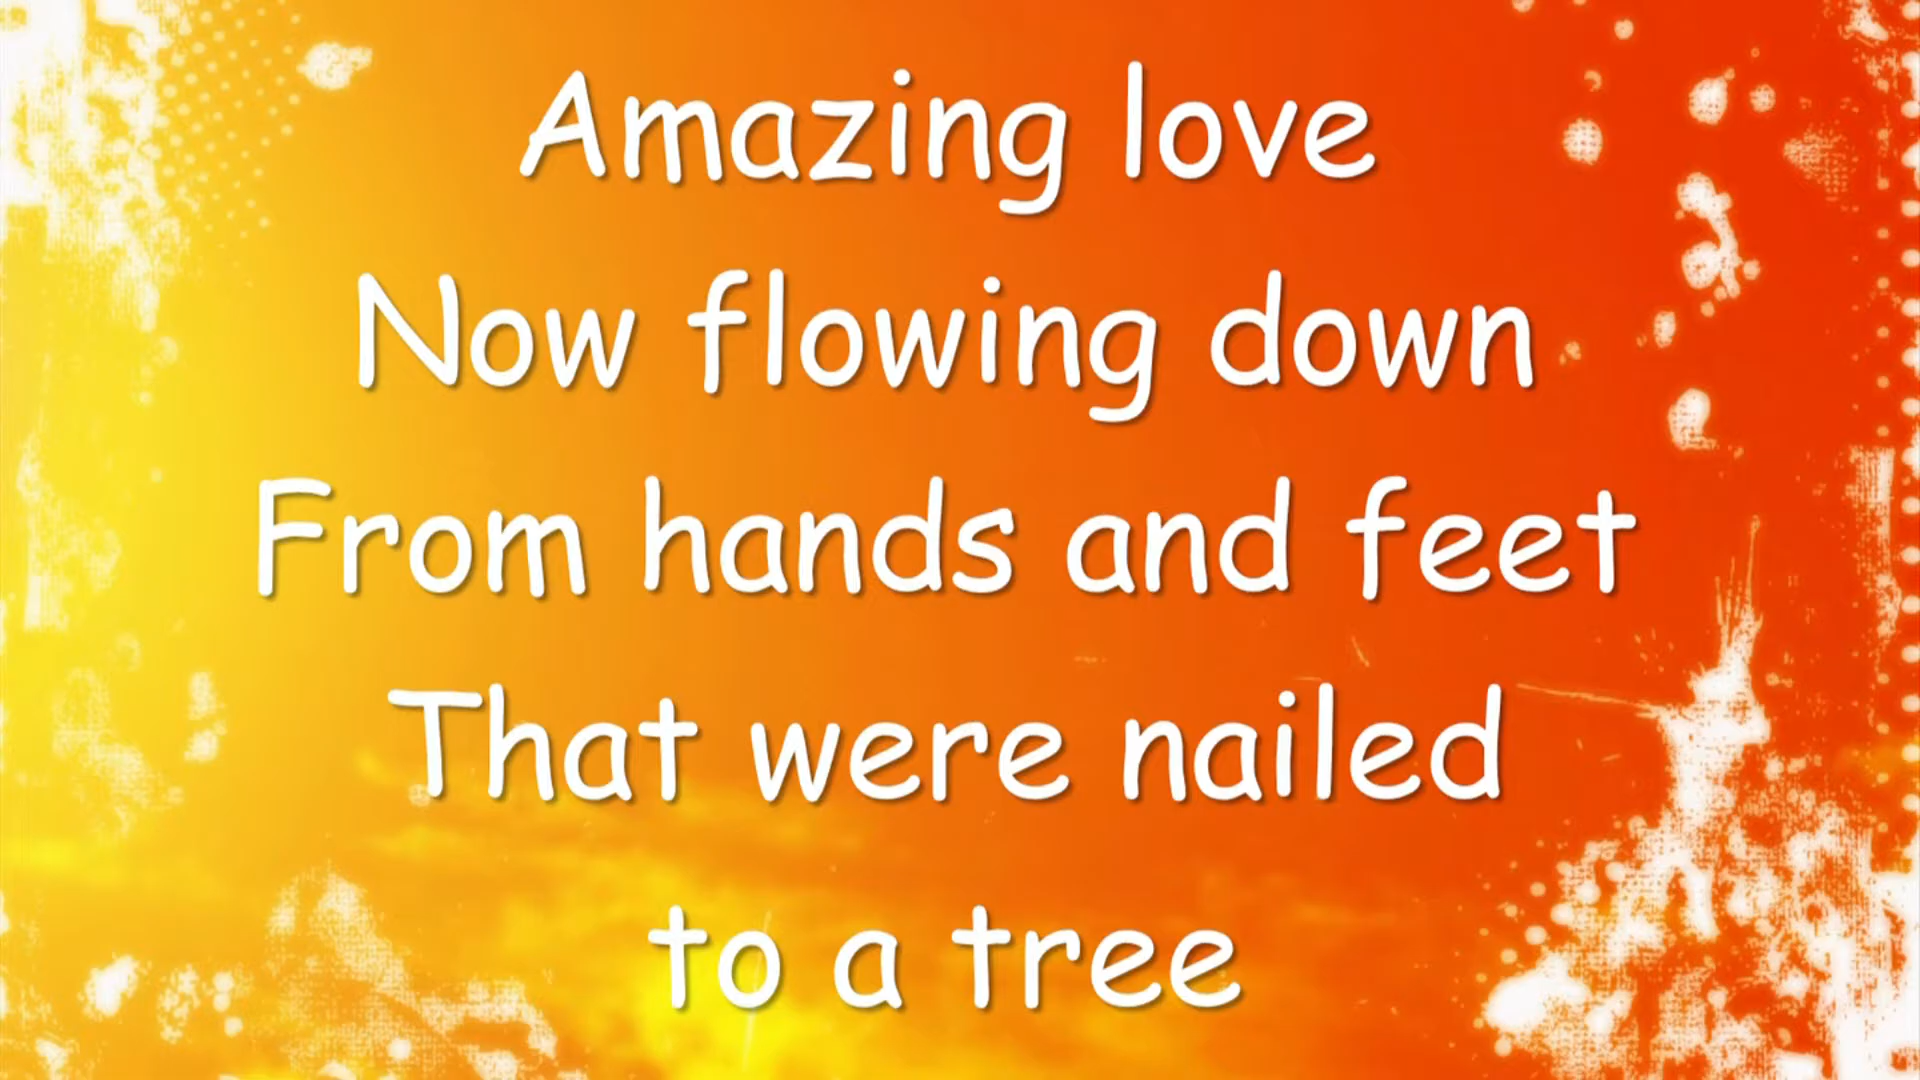 Amazing love
Now flowing down
From hands and feet
That were nailed
to a tree